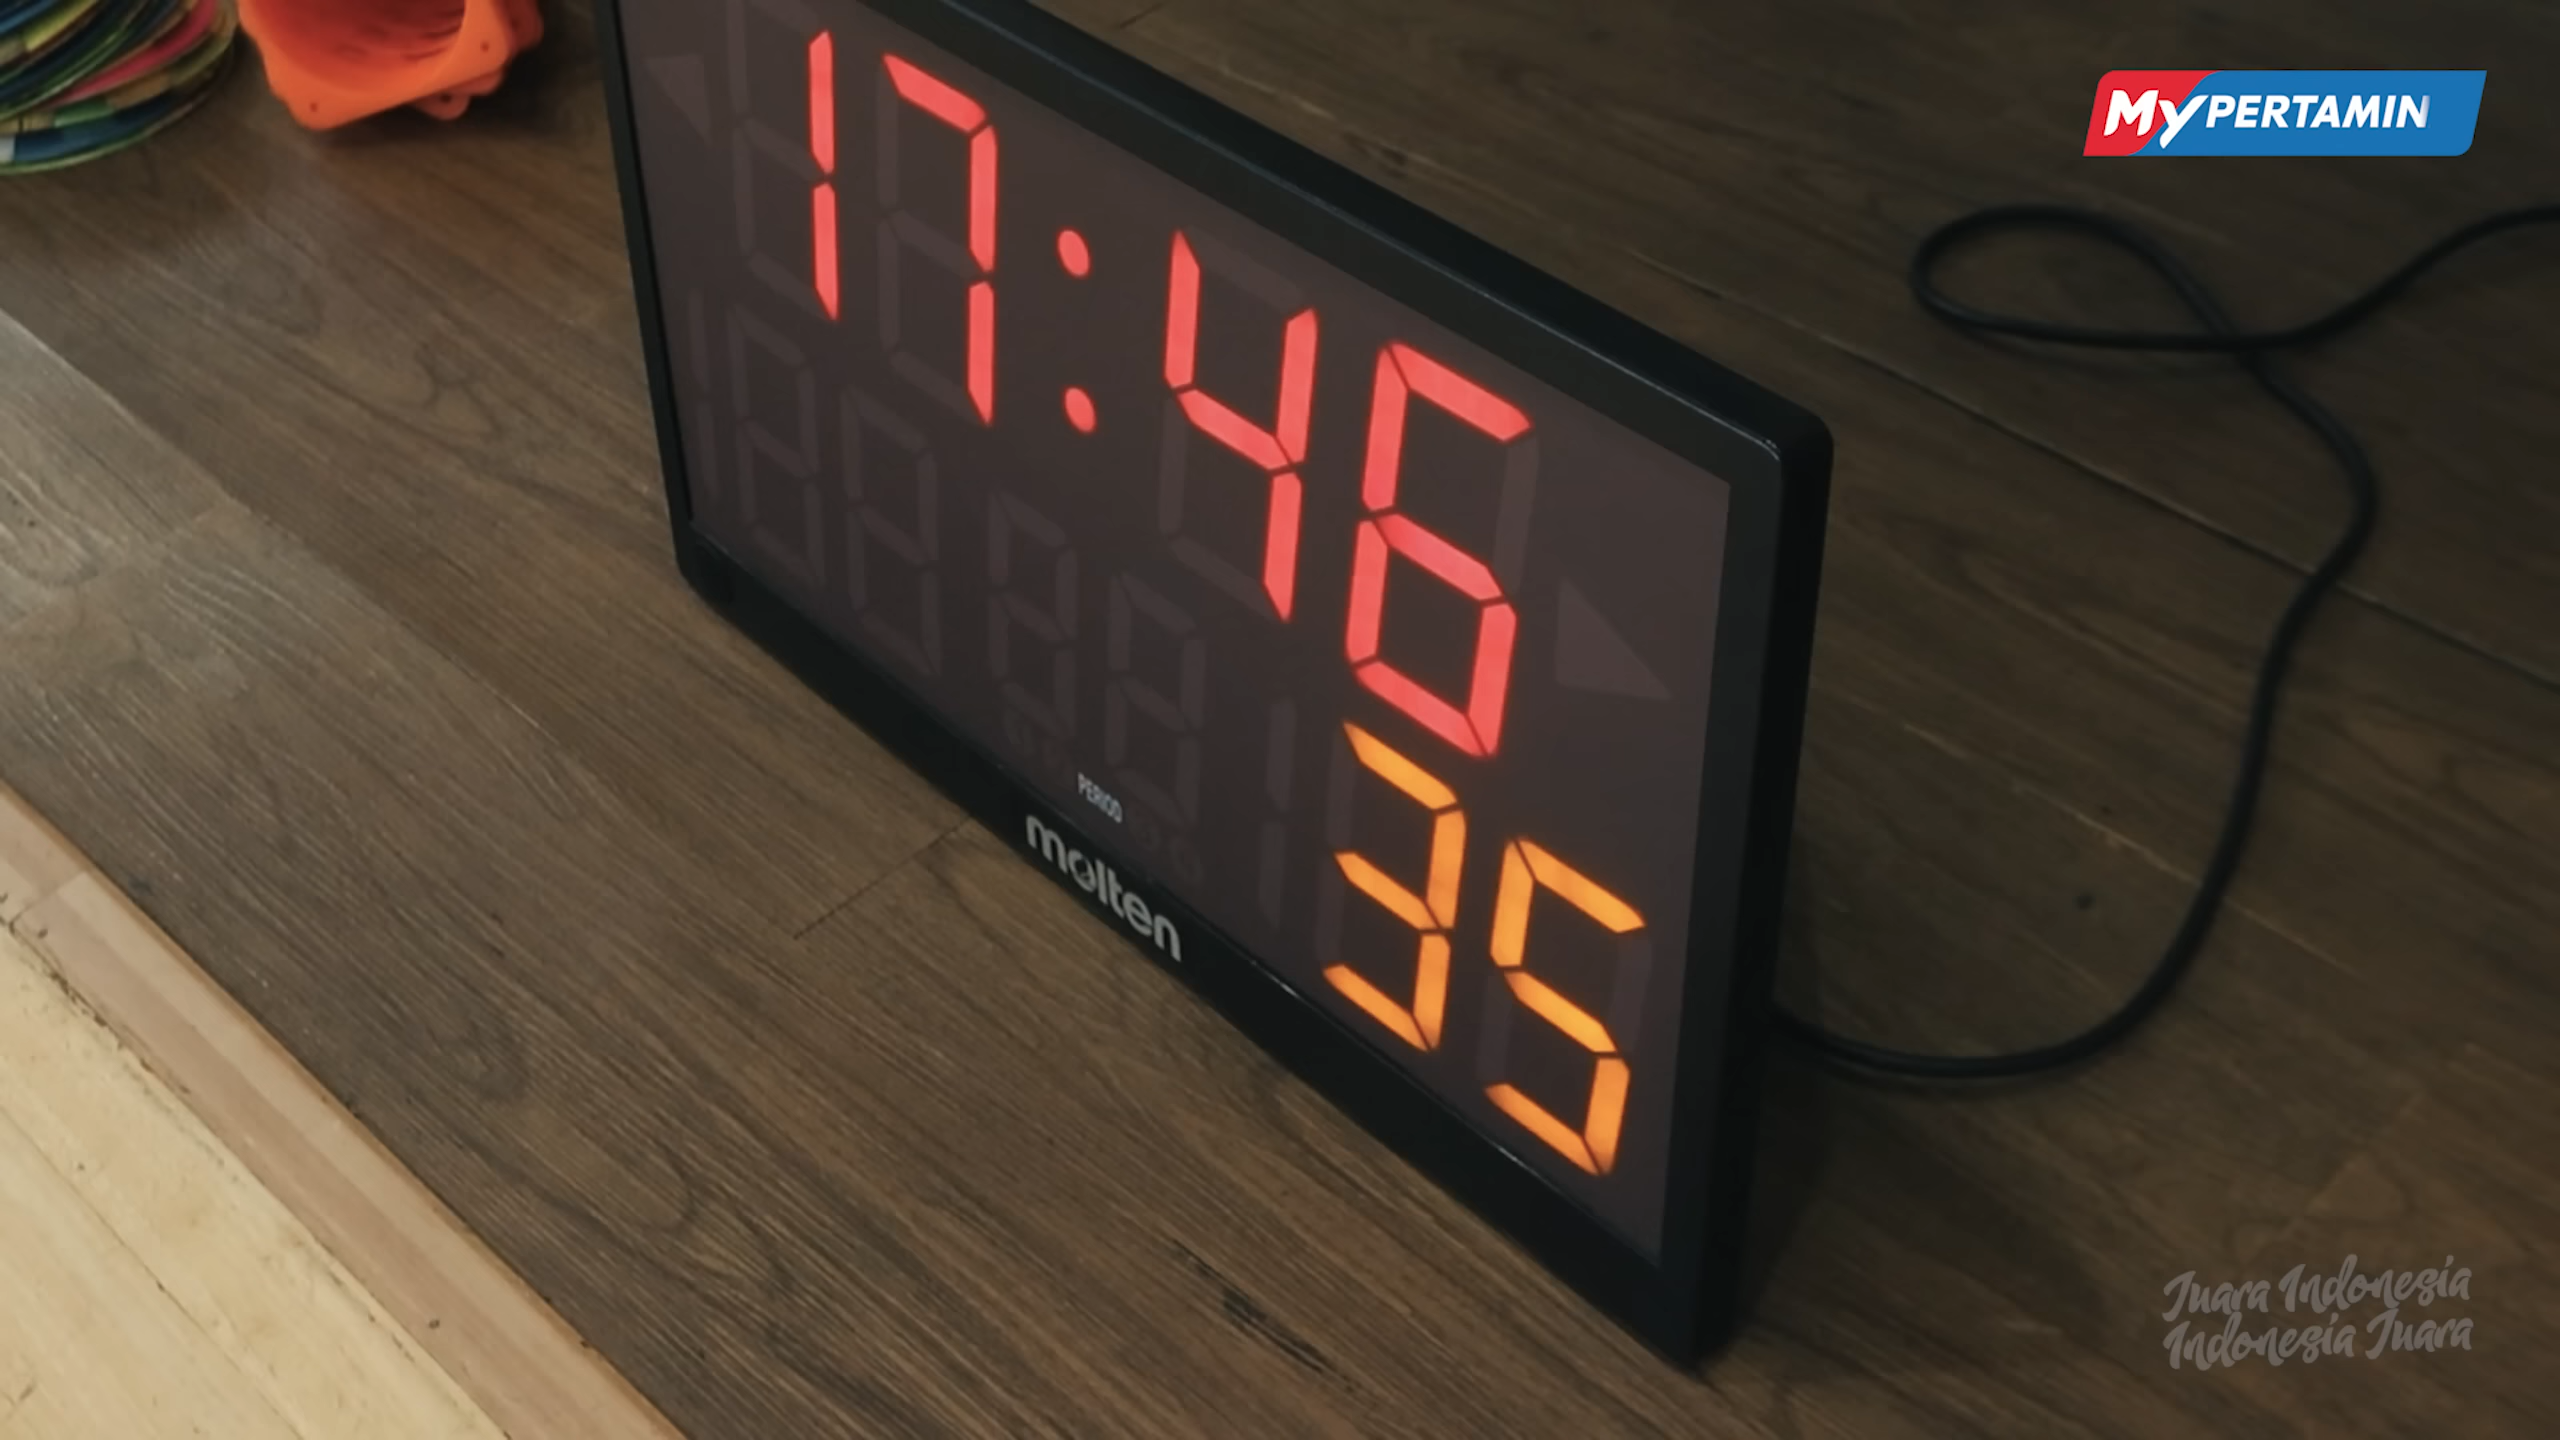 MyPERTAMIN
17:46
35
PERIOD
molten
Juara Indonesia
Indonesia Juara